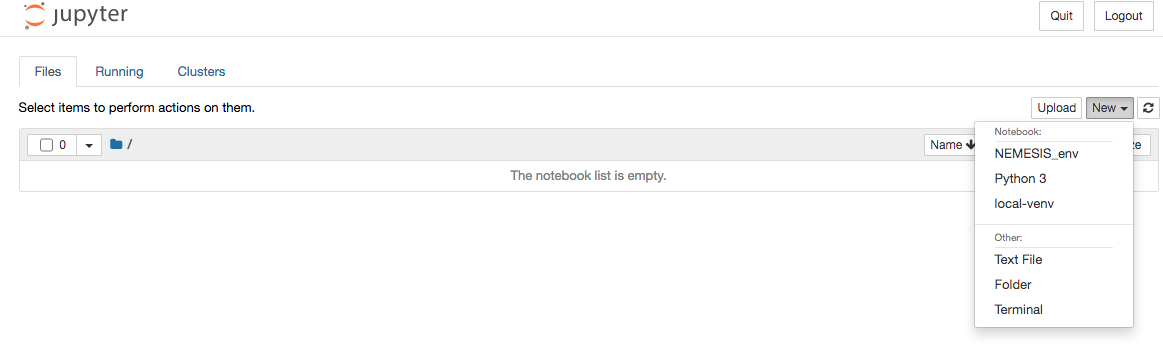 jupyter
Quit Logout
Files Running Clusters
Select items to perform actions on them.
Upload New
0 / Name
The notebook list is empty.
Notebook:
NEMESIS_env
Python 3
local-venv
Other:
Text File
Folder
Terminal